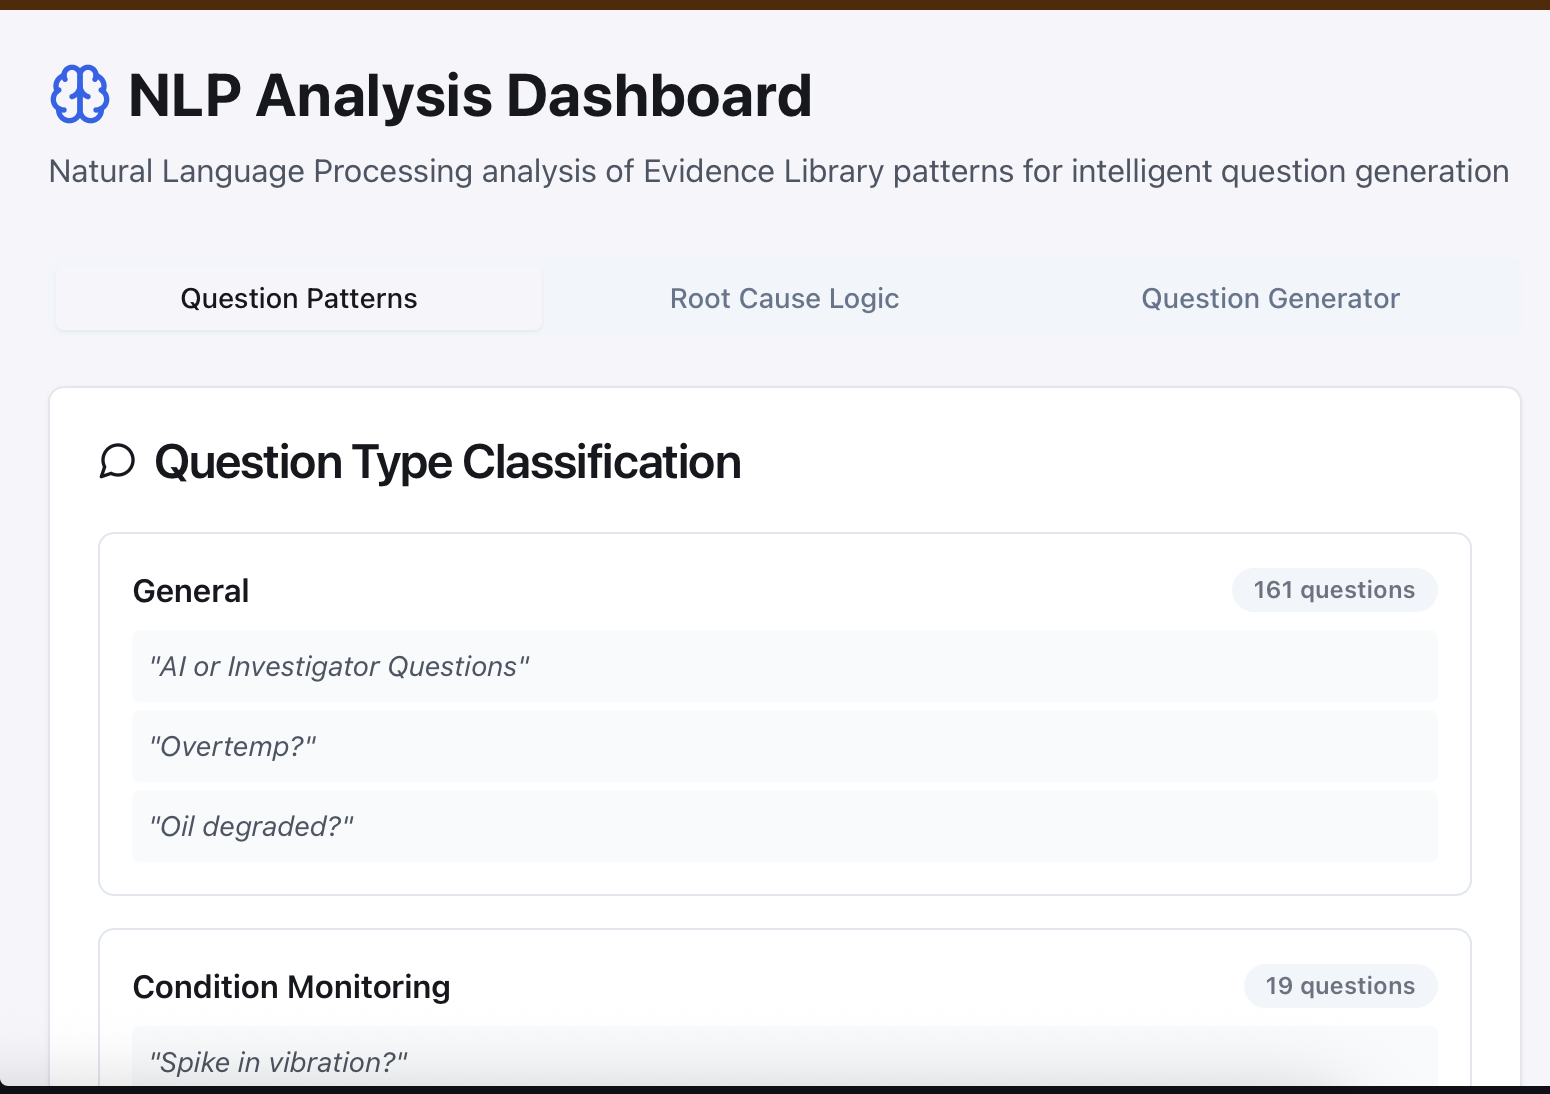 NLP Analysis Dashboard
Natural Language Processing analysis of Evidence Library patterns for intelligent question generation
Question Patterns
Root Cause Logic
Question Generator
Question Type Classification
General
161 questions
"AI or Investigator Questions"
"Overtemp?"
"Oil degraded?"
Condition Monitoring
19 questions
"Spike in vibration?"